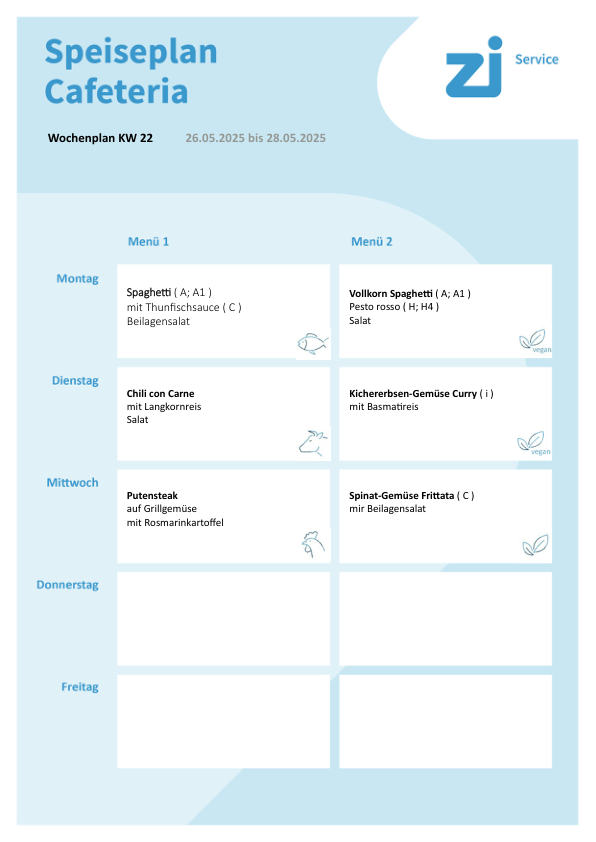 Speiseplan
Cafeteria
zi Service
Wochenplan KW 22 26.05.2025 bis 28.05.2025
Menü 1 Menü 2
Montag
Spaghetti ( A; A1 )
mit Thunfischsauce ( C )
Beilagensalat
Vollkorn Spaghetti ( A; A1 )
Pesto rosso ( H; H4 )
Salat
vegan
Dienstag
Chili con Carne
mit Langkornreis
Salat
Kichererbsen-Gemüse Curry ( i )
mit Basmatireis
vegan
Mittwoch
Putensteak
auf Grillgemüse
mit Rosmarinkartoffel
Spinat-Gemüse Frittata ( C )
mir Beilagensalat
Donnerstag
Freitag